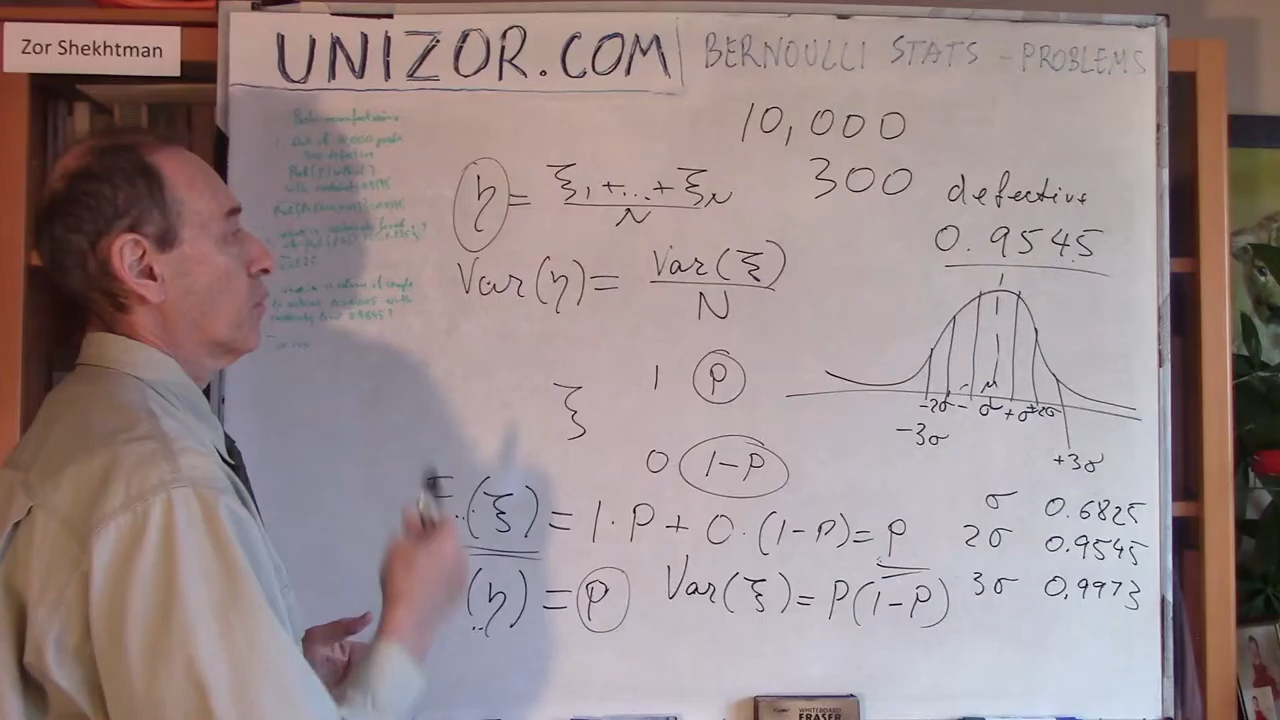 Zor Shekhtman
UNIZOR.COM | BERNOULLI STATS – PROBLEMS
10,000
300 defective
0.9545
η = (ξ₁ + ... + ξN) / N
Var(η) = Var(ξ) / N
ξ
1 p
0 1-p
-3σ -2σ -σ μ +σ +2σ +3σ
E(ξ) = 1·p + 0·(1-p) = p
(η) = p Var(ξ) = p(1-p)
σ 0.6825
2σ 0.9545
3σ 0.9973
WHITEBOARD
ERASER